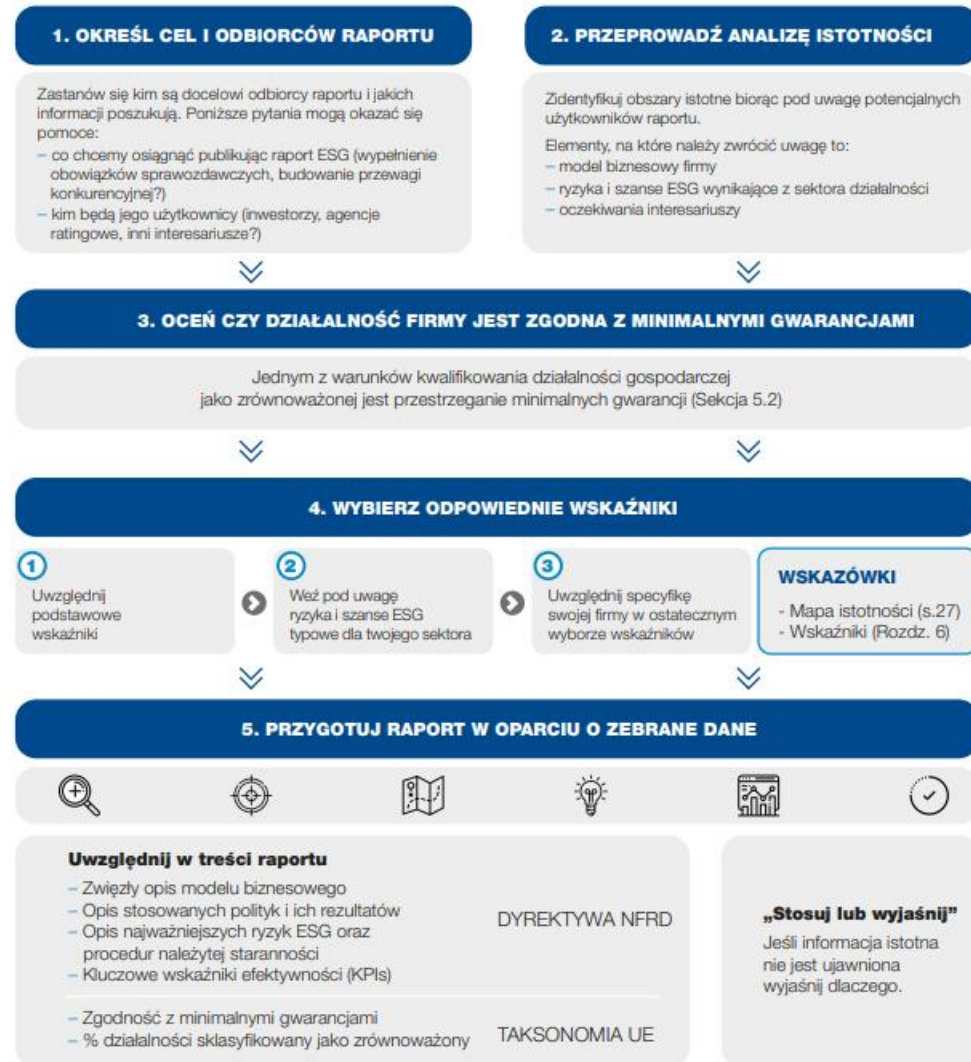 1. OKREŚL CEL I ODBIORCÓW RAPORTU
Zastanów się kim są docelowi odbiorcy raportu i jakich
informacji poszukują. Poniższe pytania mogą okazać się
pomoce:
– co chcemy osiągnąć publikując raport ESG (wypełnienie
obowiązków sprawozdawczych, budowanie przewagi
konkurencyjnej?)
– kim będą jego użytkownicy (inwestorzy, agencje
ratingowe, inni interesariusze?)
2. PRZEPROWADŹ ANALIZĘ ISTOTNOŚCI
Zidentyfikuj obszary istotne biorąc pod uwagę potencjalnych
użytkowników raportu.
Elementy, na które należy zwrócić uwagę to:
– model biznesowy firmy
– ryzyka i szanse ESG wynikające z sektora działalności
– oczekiwania interesariuszy
3. OCEŃ CZY DZIAŁALNOŚĆ FIRMY JEST ZGODNA Z MINIMALNYMI GWARANCJAMI
Jednym z warunków kwalifikowania działalności gospodarczej
jako zrównoważonej jest przestrzeganie minimalnych gwarancji (Sekcja 5.2)
4. WYBIERZ ODPOWIEDNIE WSKAŹNIKI
1
Uwzględnij
podstawowe
wskaźniki
2
Weź pod uwagę
ryzyka i szanse ESG
typowe dla twojego sektora
3
Uwzględnij specyfikę
swojej firmy w ostatecznym
wyborze wskaźników
WSKAZÓWKI
- Mapa istotności (s.27)
- Wskaźniki (Rozdz. 6)
5. PRZYGOTUJ RAPORT W OPARCIU O ZEBRANE DANE
Uwzględnij w treści raportu
– Zwięzły opis modelu biznesowego
– Opis stosowanych polityk i ich rezultatów
– Opis najważniejszych ryzyk ESG oraz
procedur należytej staranności
– Kluczowe wskaźniki efektywności (KPIs)
DYREKTYWA NFRD
– Zgodność z minimalnymi gwarancjami
– % działalności sklasyfikowany jako zrównoważony
TAKSONOMIA UE
„Stosuj lub wyjaśnij”
Jeśli informacja istotna
nie jest ujawniona
wyjaśnij dlaczego.